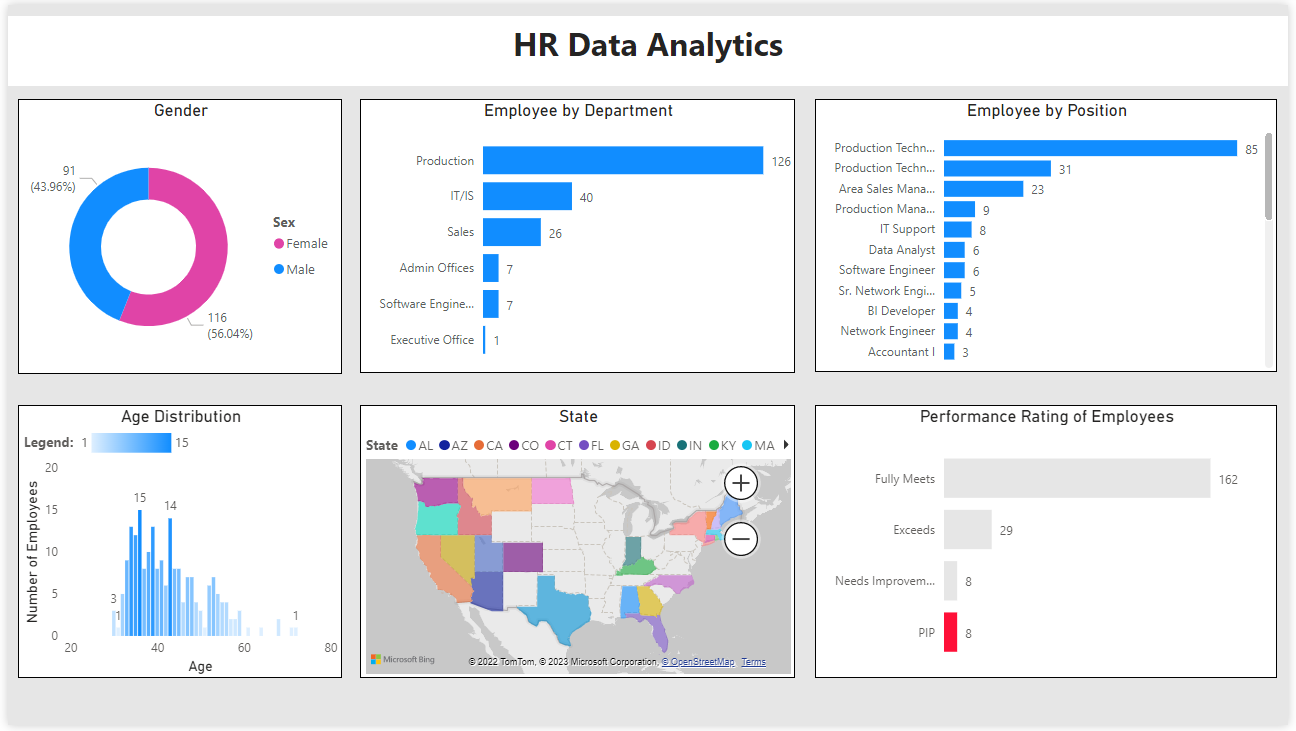 HR Data Analytics
Gender
91
(43.96%)
116
(56.04%)
Sex
Female
Male
Employee by Department
Production 126
IT/IS 40
Sales 26
Admin Offices 7
Software Engine... 7
Executive Office 1
Employee by Position
Production Techn... 85
Production Techn... 31
Area Sales Mana... 23
Production Mana... 9
IT Support 8
Data Analyst 6
Software Engineer 6
Sr. Network Engi... 5
BI Developer 4
Network Engineer 4
Accountant I 3
Age Distribution
Legend: 1 15
Number of Employees
20
15
10
5
0
15
14
3
1
1
20 40 60 80
Age
State
State AL AZ CA CO CT FL GA ID IN KY MA
+
−
Microsoft Bing
© 2022 TomTom, © 2023 Microsoft Corporation, © OpenStreetMap Terms
Performance Rating of Employees
Fully Meets 162
Exceeds 29
Needs Improvem... 8
PIP 8